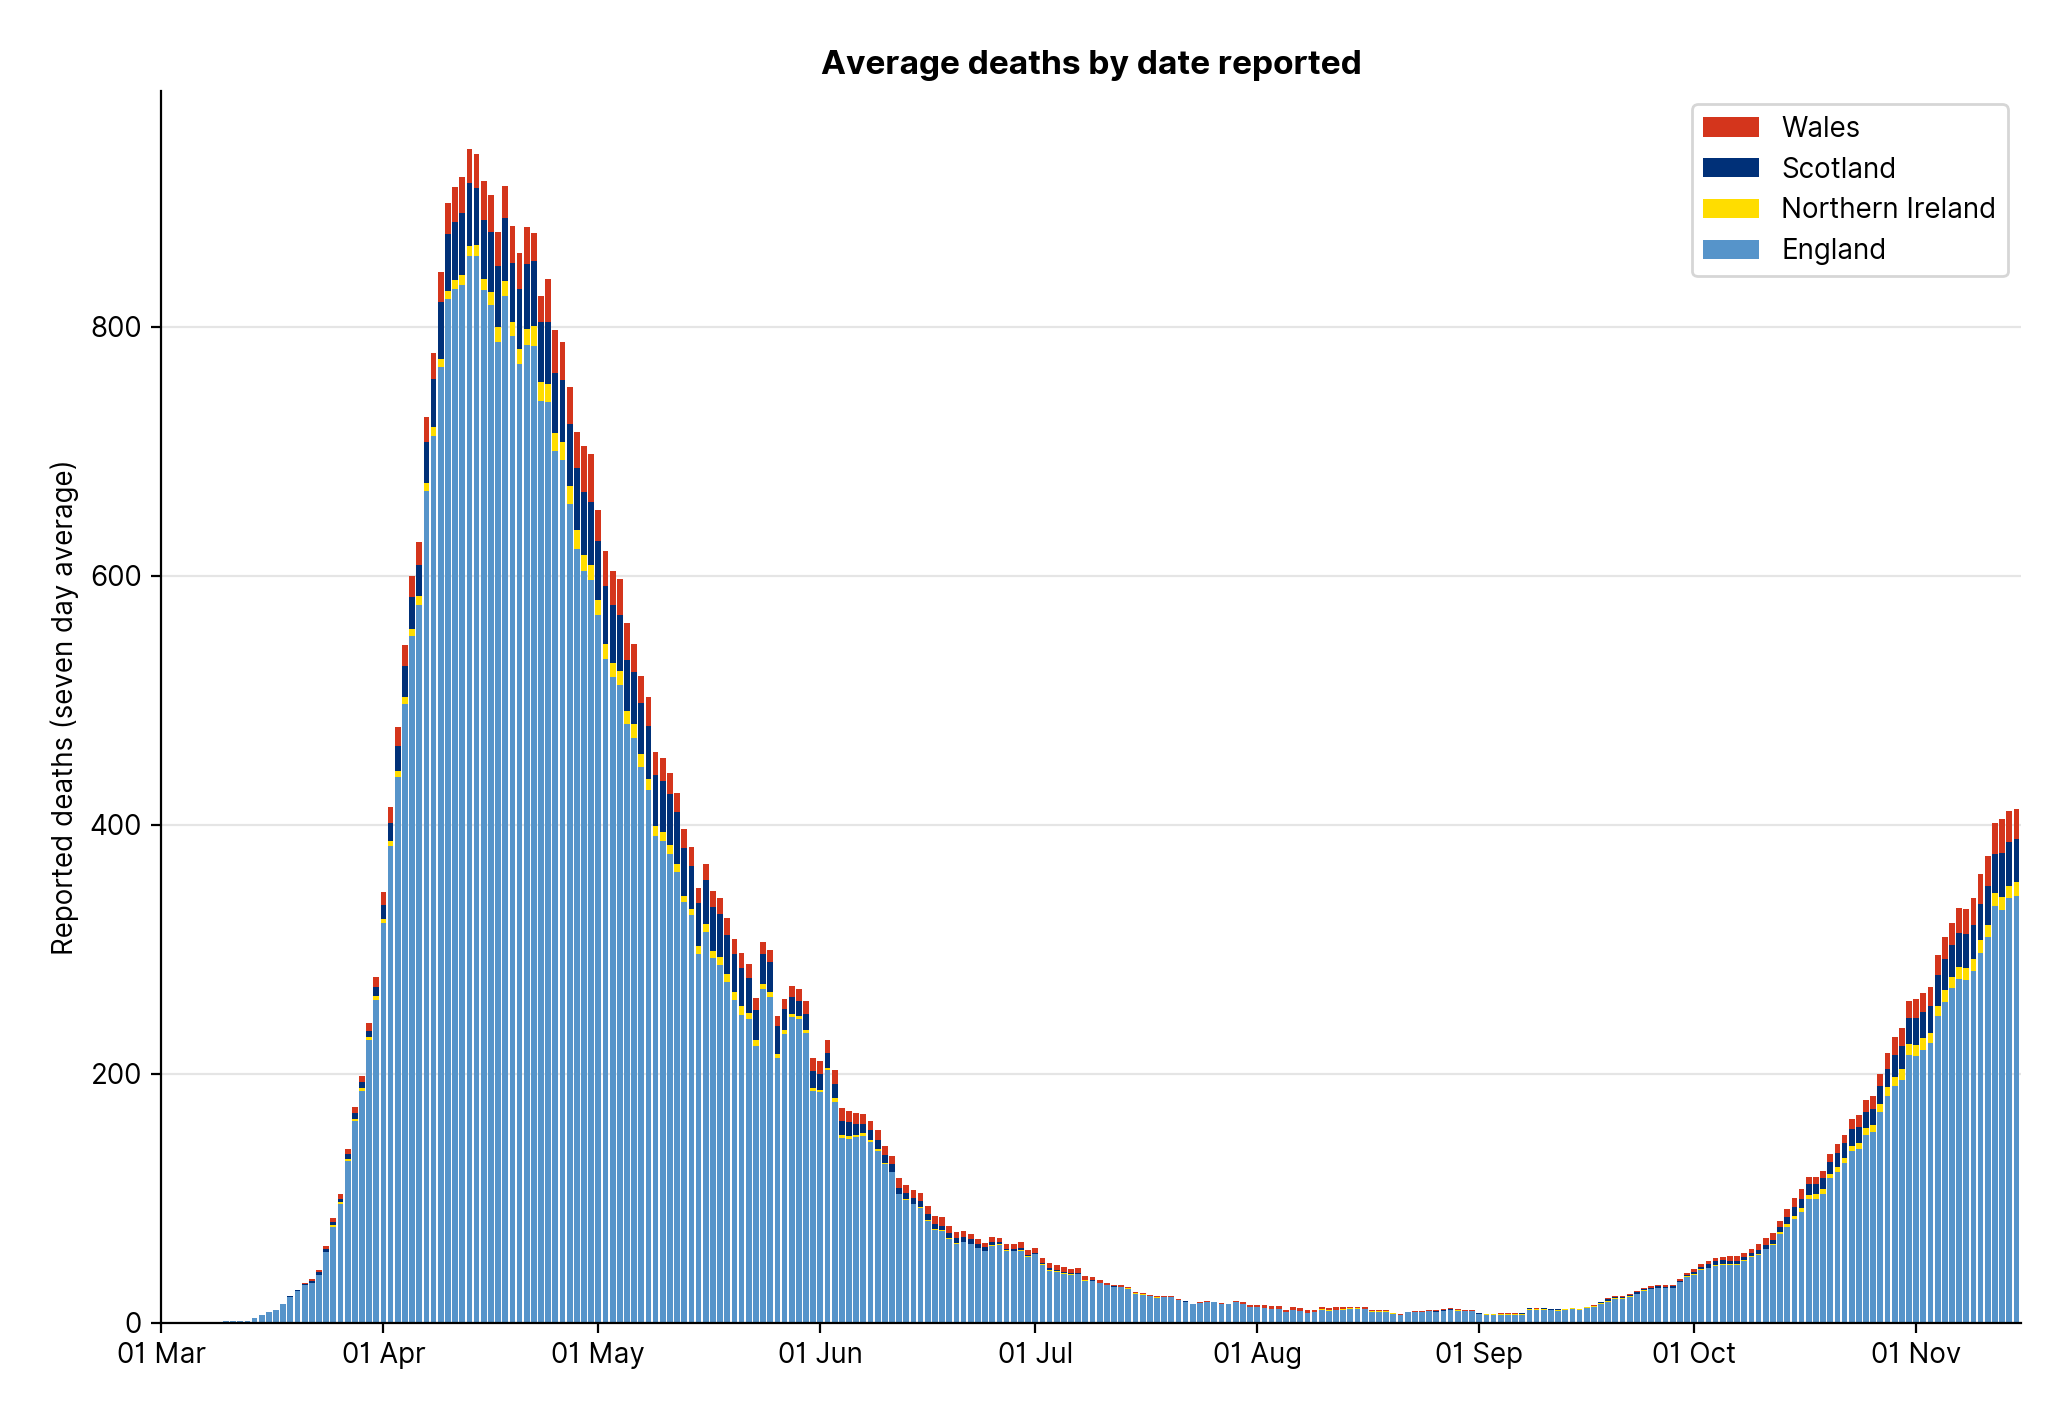 Average deaths by date reported
Wales
Scotland
Northern Ireland
England
Reported deaths (seven day average)
800
600
400
200
0
01 Mar
01 Apr
01 May
01 Jun
01 Jul
01 Aug
01 Sep
01 Oct
01 Nov